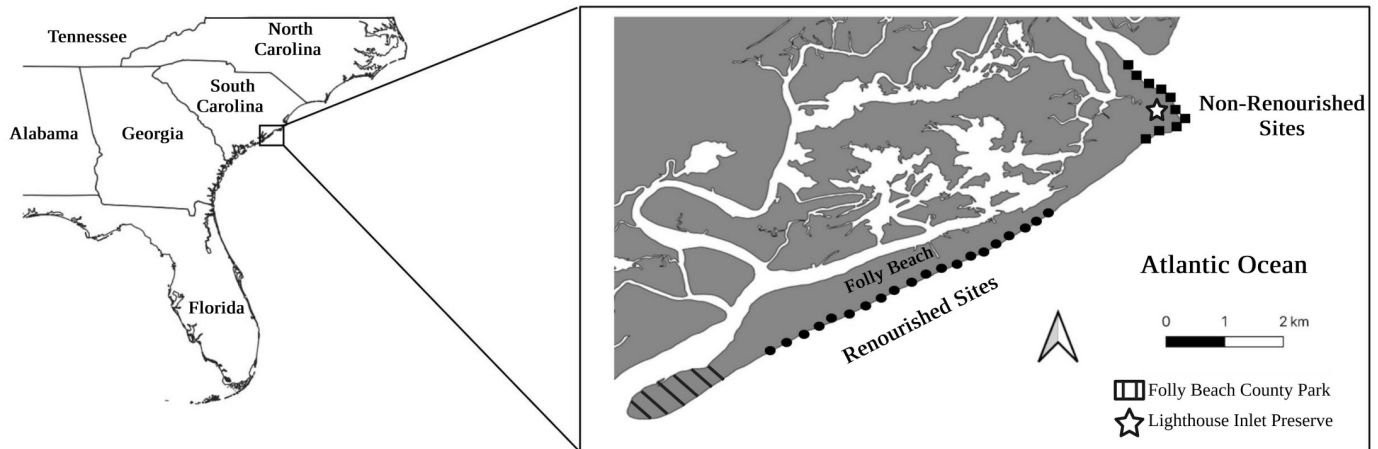 Tennessee
North
Carolina
South
Carolina
Alabama
Georgia
Florida
Non-Renourished
Sites
Folly Beach
Renourished Sites
Atlantic Ocean
0 1 2 km
Folly Beach County Park
Lighthouse Inlet Preserve